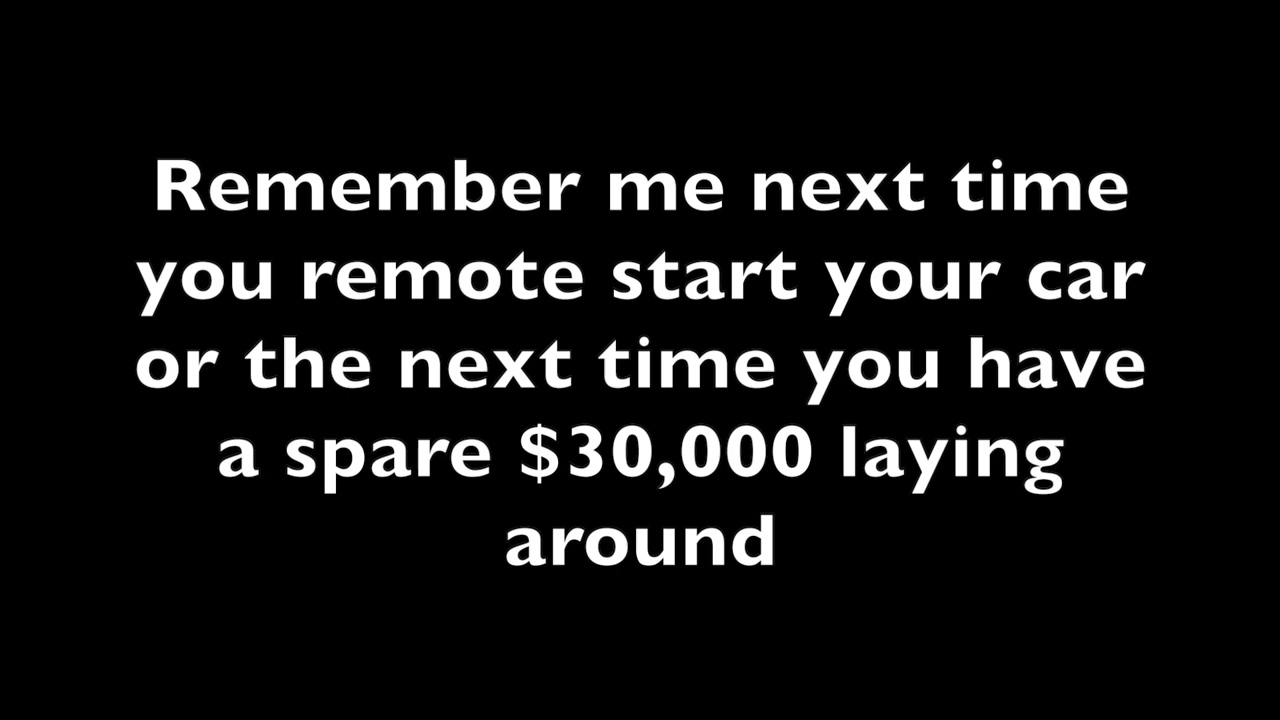 Remember me next time
you remote start your car
or the next time you have
a spare $30,000 laying
around